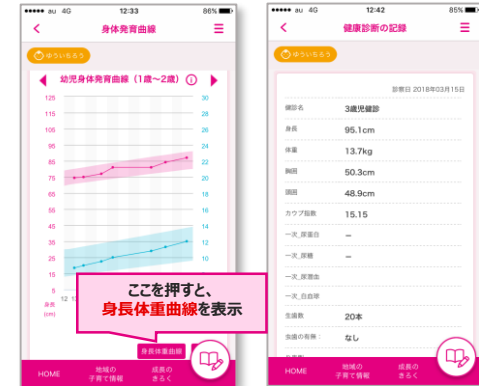 au 4G 12:33 86%
身体発育曲線
ゆういちろう
幼児身体発育曲線（1歳～2歳）
125
115
105
95
85
75
65
55
45
35
25
15
5
身長
(cm)
30
28
26
24
22
20
18
16
14
12
10
12
ここを押すと、
身長体重曲線を表示
身長体重曲線
HOME
地域の
子育て情報
成長の
きろく
au 4G 12:42 85%
健康診断の記録
ゆういちろう
診断日 2018年03月15日
健診名 3歳児健診
身長 95.1cm
体重 13.7kg
胸囲 50.3cm
頭囲 48.9cm
カウプ指数 15.15
一次_尿蛋白 −
一次_尿糖 −
一次_尿潜血
一次_白血球
生歯数 20本
虫歯の有無： なし
HOME
地域の
子育て情報
成長の
きろく